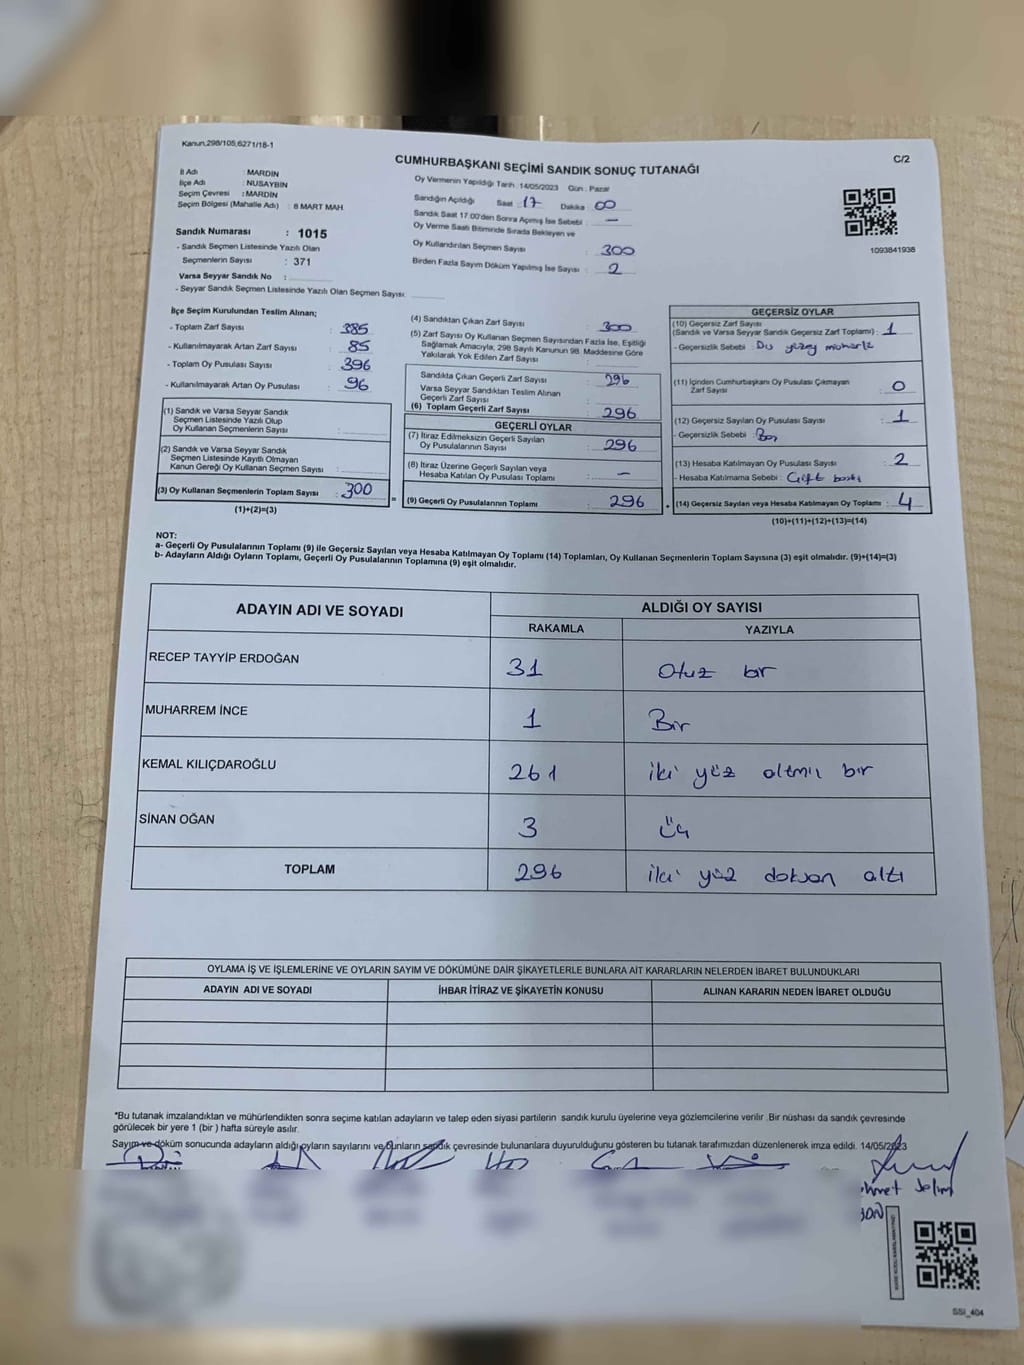 Kanun,298/105,6271/18-1
C/2
CUMHURBAŞKANI SEÇİMİ SANDIK SONUÇ TUTANAĞI
İl Adı : MARDİN
İlçe Adı : NUSAYBİN
Seçim Çevresi : MARDİN
Seçim Bölgesi (Mahalle Adı) : 8 MART MAH.
Sandık Numarası : 1015
- Sandık Seçmen Listesinde Yazılı Olan
Seçmenlerin Sayısı : 371
Varsa Seyyar Sandık No :
- Seyyar Sandık Seçmen Listesinde Yazılı Olan Seçmen Sayısı:
Oy Vermenin Yapıldığı Tarih :14/05/2023 Gün : Pazar
Sandığın Açıldığı Saat : 17 Dakika : 00
Sandık Saat 17.00'den Sonra Açılmış İse Sebebi : —
Oy Verme Saati Bitiminde Sırada Bekleyen ve
Oy Kullandırılan Seçmen Sayısı : 300
Birden Fazla Sayım Döküm Yapılmış İse Sayısı : 2
1093841938
İlçe Seçim Kurulundan Teslim Alınan;
- Toplam Zarf Sayısı : 385
- Kullanılmayarak Artan Zarf Sayısı : 85
- Toplam Oy Pusulası Sayısı : 396
- Kullanılmayarak Artan Oy Pusulası : 96
(1) Sandık ve Varsa Seyyar Sandık
Seçmen Listesinde Yazılı Olup
Oy Kullanan Seçmenlerin Sayısı :
(2) Sandık ve Varsa Seyyar Sandık
Seçmen Listesinde Kayıtlı Olmayan
Kanun Gereği Oy Kullanan Seçmen Sayısı :
(3) Oy Kullanan Seçmenlerin Toplam Sayısı : 300
(1)+(2)=(3)
(4) Sandıktan Çıkan Zarf Sayısı : 300
(5) Zarf Sayısı Oy Kullanan Seçmen Sayısından Fazla İse, Eşitliği
Sağlamak Amacıyla, 298 Sayılı Kanunun 98. Maddesine Göre
Yakılarak Yok Edilen Zarf Sayısı :
Sandıkta Çıkan Geçerli Zarf Sayısı : 296
Varsa Seyyar Sandıktan Teslim Alınan
Geçerli Zarf Sayısı :
(6) Toplam Geçerli Zarf Sayısı : 296
GEÇERLİ OYLAR
(7) İtiraz Edilmeksizin Geçerli Sayılan
Oy Pusulalarının Sayısı : 296
(8) İtiraz Üzerine Geçerli Sayılan veya
Hesaba Katılan Oy Pusulası Toplamı : —
= (9) Geçerli Oy Pusulalarının Toplamı : 296
GEÇERSİZ OYLAR
(10) Geçersiz Zarf Sayısı
(Sandık ve Varsa Seyyar Sandık Geçersiz Zarf Toplamı) : 1
- Geçersizlik Sebebi : Dış yüzey
(11) İçinden Cumhurbaşkanı Oy Pusulası Çıkmayan
Zarf Sayısı : 0
(12) Geçersiz Sayılan Oy Pusulası Sayısı : 1
- Geçersizlik Sebebi :
(13) Hesaba Katılmayan Oy Pusulası Sayısı : 2
- Hesaba Katılmama Sebebi : Çift
+ (14) Geçersiz Sayılan veya Hesaba Katılmayan Oy Toplamı : 4
(10)+(11)+(12)+(13)=(14)
NOT:
a- Geçerli Oy Pusulalarının Toplamı (9) ile Geçersiz Sayılan veya Hesaba Katılmayan Oy Toplamı (14) Toplamları, Oy Kullanan Seçmenlerin Toplam Sayısına (3) eşit olmalıdır. (9)+(14)=(3)
b- Adayların Aldığı Oyların Toplamı, Geçerli Oy Pusulalarının Toplamına (9) eşit olmalıdır.
ADAYIN ADI VE SOYADI
ALDIĞI OY SAYISI
RAKAMLA YAZIYLA
RECEP TAYYİP ERDOĞAN 31 Otuz bir
MUHARREM İNCE 1 Bir
KEMAL KILIÇDAROĞLU 261 iki yüz altmış bir
SİNAN OĞAN 3 Üç
TOPLAM 296 iki yüz doksan altı
OYLAMA İŞ VE İŞLEMLERİNE VE OYLARIN SAYIM VE DÖKÜMÜNE DAİR ŞİKAYETLERLE BUNLARA AİT KARARLARIN NELERDEN İBARET BULUNDUKLARI
ADAYIN ADI VE SOYADI İHBAR İTİRAZ VE ŞİKAYETİN KONUSU ALINAN KARARIN NEDEN İBARET OLDUĞU
*Bu tutanak imzalandıktan ve mühürlendikten sonra seçime katılan adayların ve talep eden siyasi partilerin sandık kurulu üyelerine veya gözlemcilerine verilir. Bir nüshası da sandık çevresinde
görülecek bir yere 1 (bir ) hafta süreyle asılır.
Sayım ve döküm sonucunda adayların aldığı oyların sayılarını ve bunların sandık çevresinde bulunanlara duyurulduğunu gösteren bu tutanak tarafımızdan düzenlenerek imza edildi. 14/05/2023
SSI_404